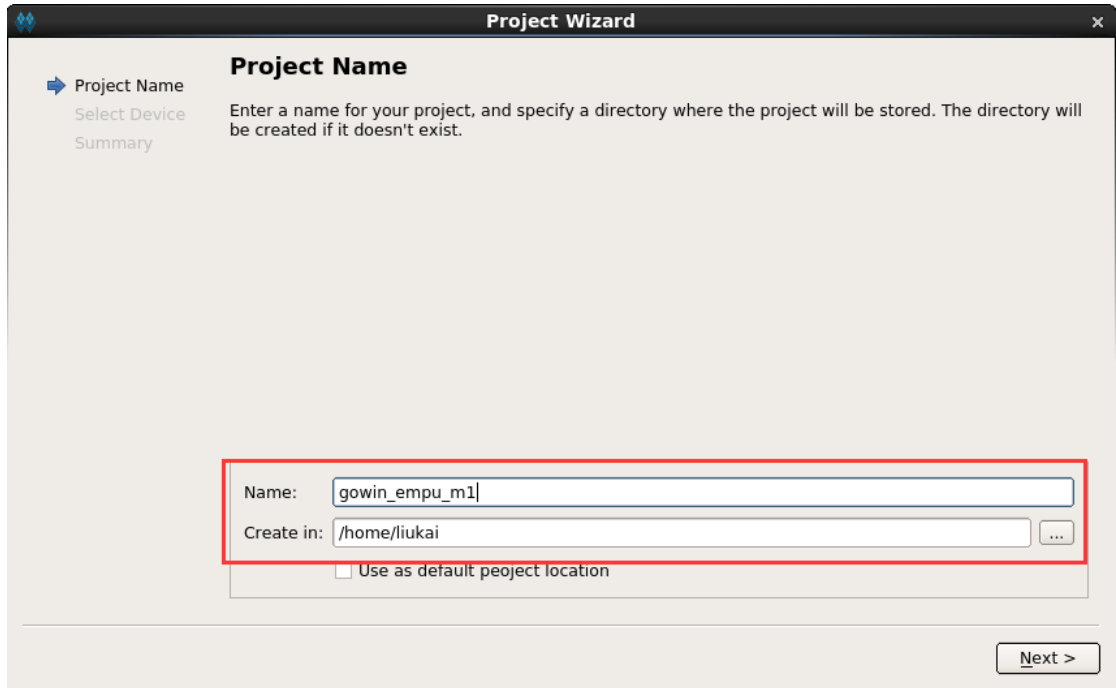 Project Wizard
Project Name
Select Device
Summary
Project Name
Enter a name for your project, and specify a directory where the project will be stored. The directory will
be created if it doesn't exist.
Name: gowin_empu_m1
Create in: /home/liukai ...
Use as default peoject location
Next >